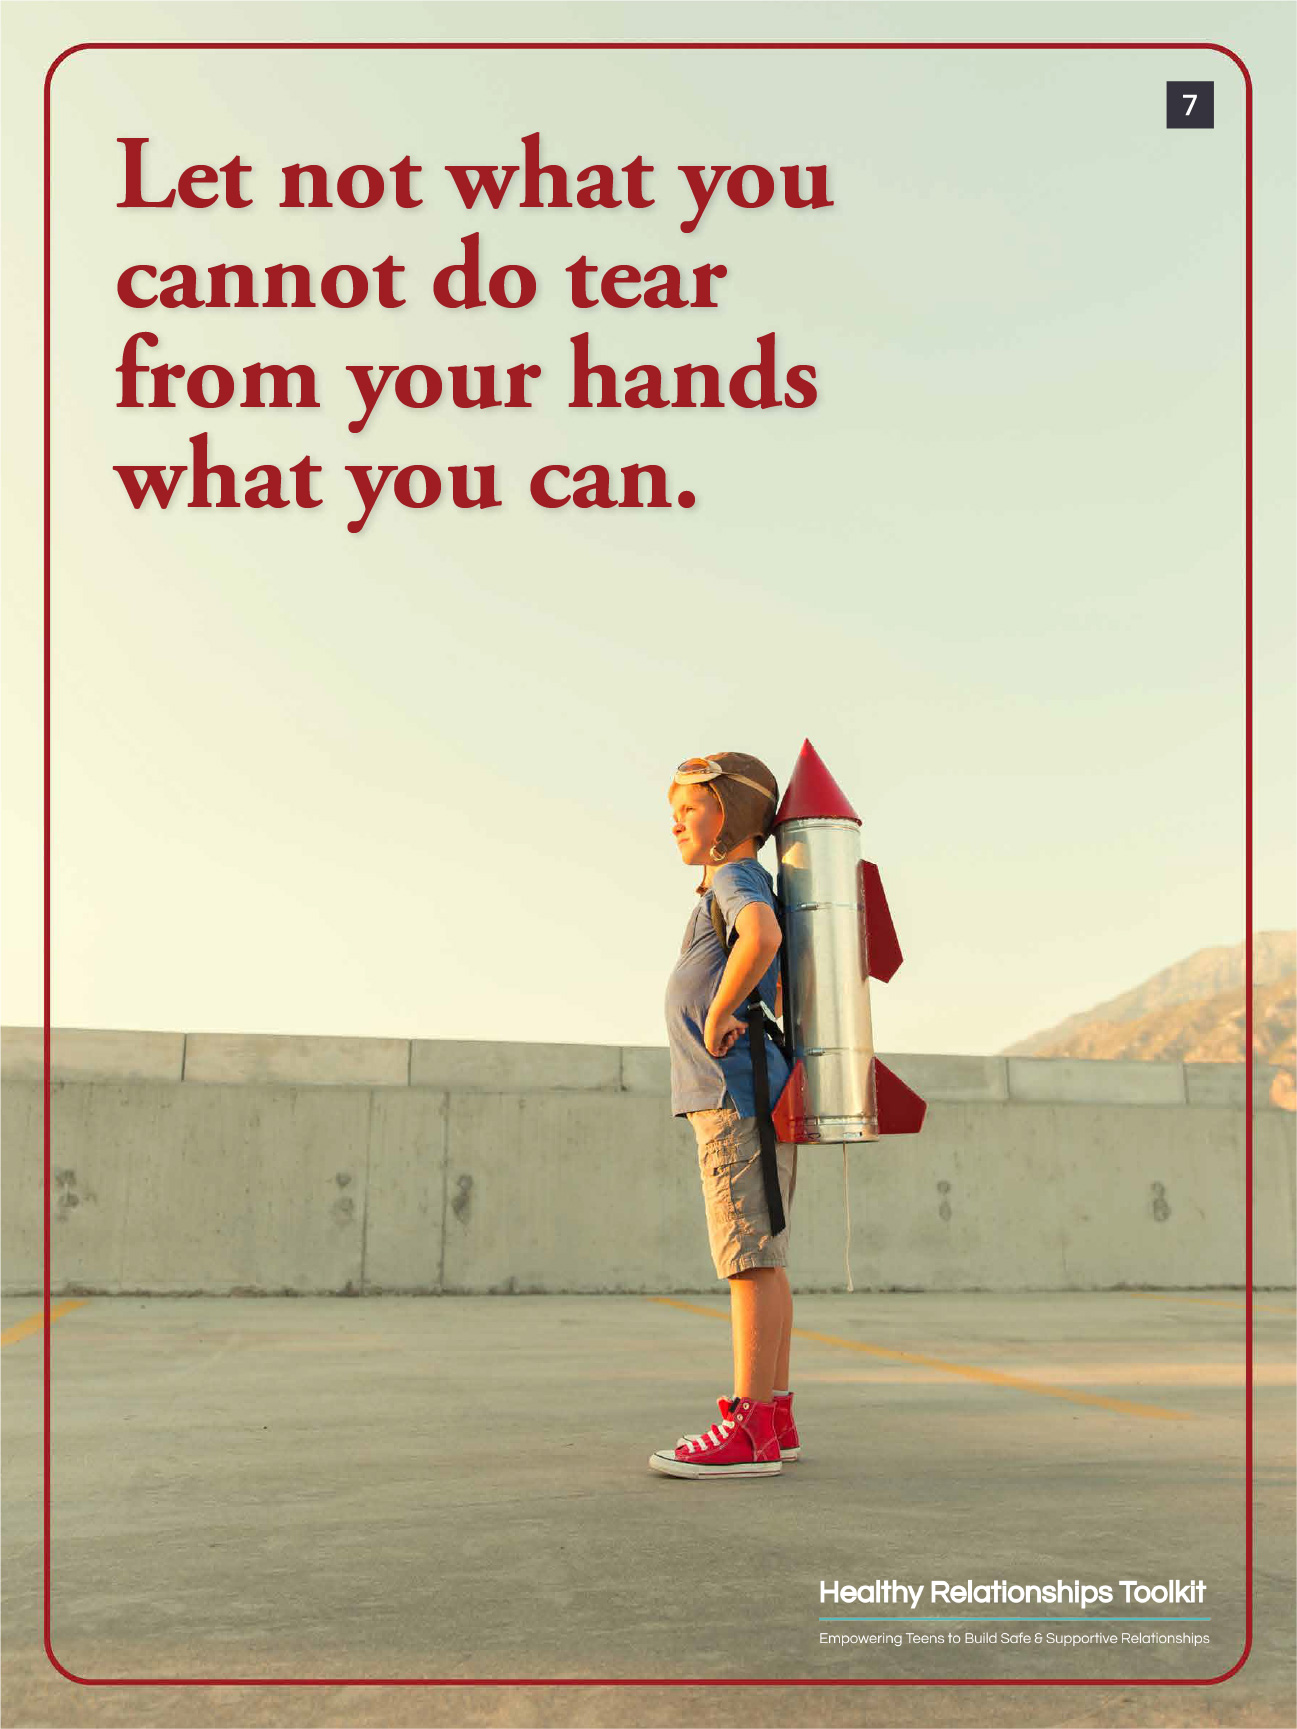 7
Let not what you
cannot do tear
from your hands
what you can.
Healthy Relationships Toolkit
Empowering Teens to Build Safe & Supportive Relationships